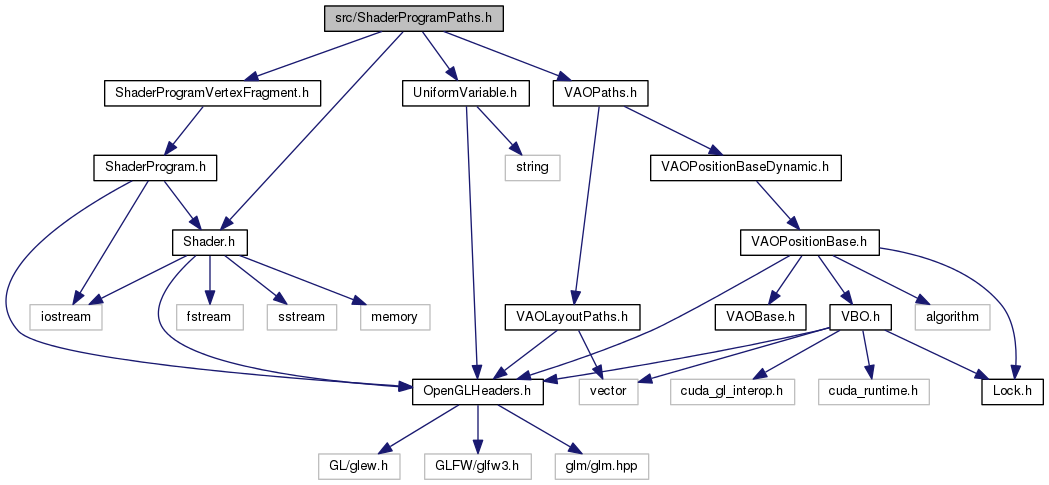 src/ShaderProgramPaths.h
ShaderProgramVertexFragment.h
UniformVariable.h
VAOPaths.h
ShaderProgram.h
string
VAOPositionBaseDynamic.h
Shader.h
VAOPositionBase.h
iostream
fstream
sstream
memory
VAOLayoutPaths.h
VAOBase.h
VBO.h
algorithm
OpenGLHeaders.h
vector
cuda_gl_interop.h
cuda_runtime.h
Lock.h
GL/glew.h
GLFW/glfw3.h
glm/glm.hpp